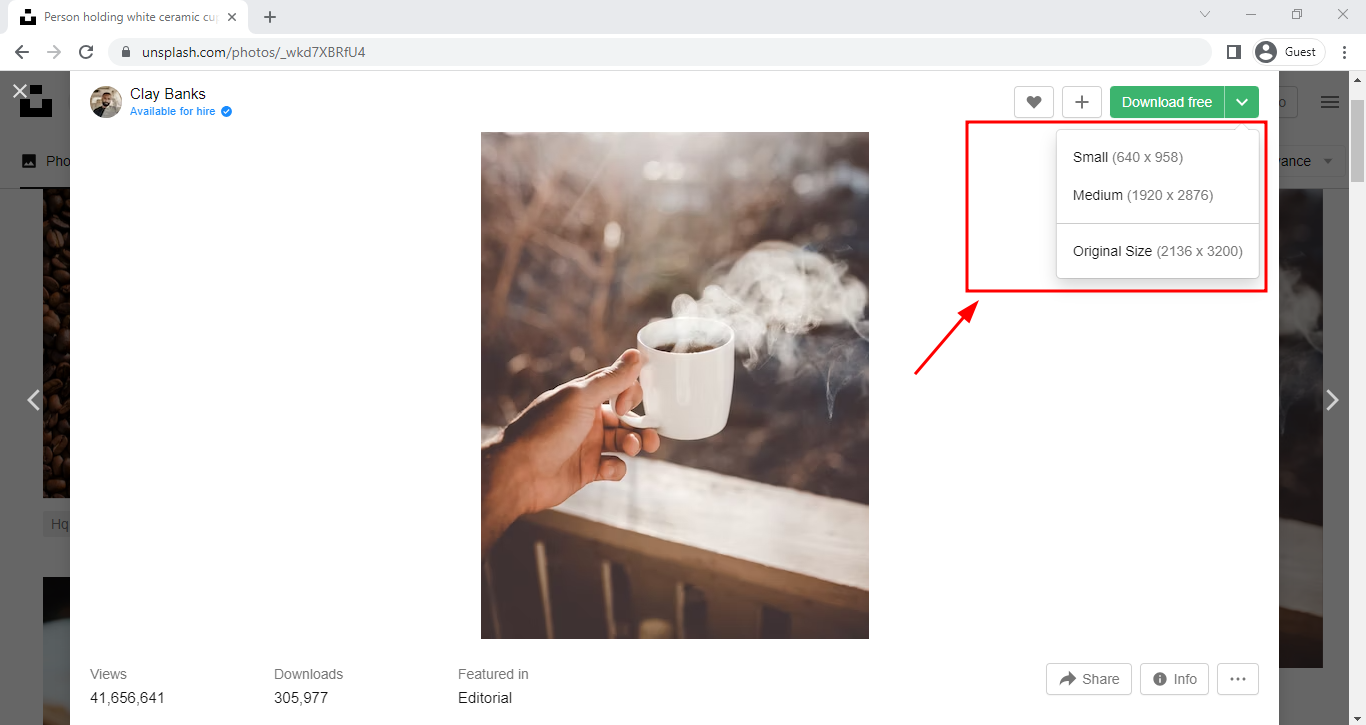 Person holding white ceramic cup
unsplash.com/photos/_wkd7XBRfU4
Guest
Clay Banks
Available for hire
Download free
Pho
vance
Small (640 x 958)
Medium (1920 x 2876)
Original Size (2136 x 3200)
Hq
Views
41,656,641
Downloads
305,977
Featured in
Editorial
Share
Info